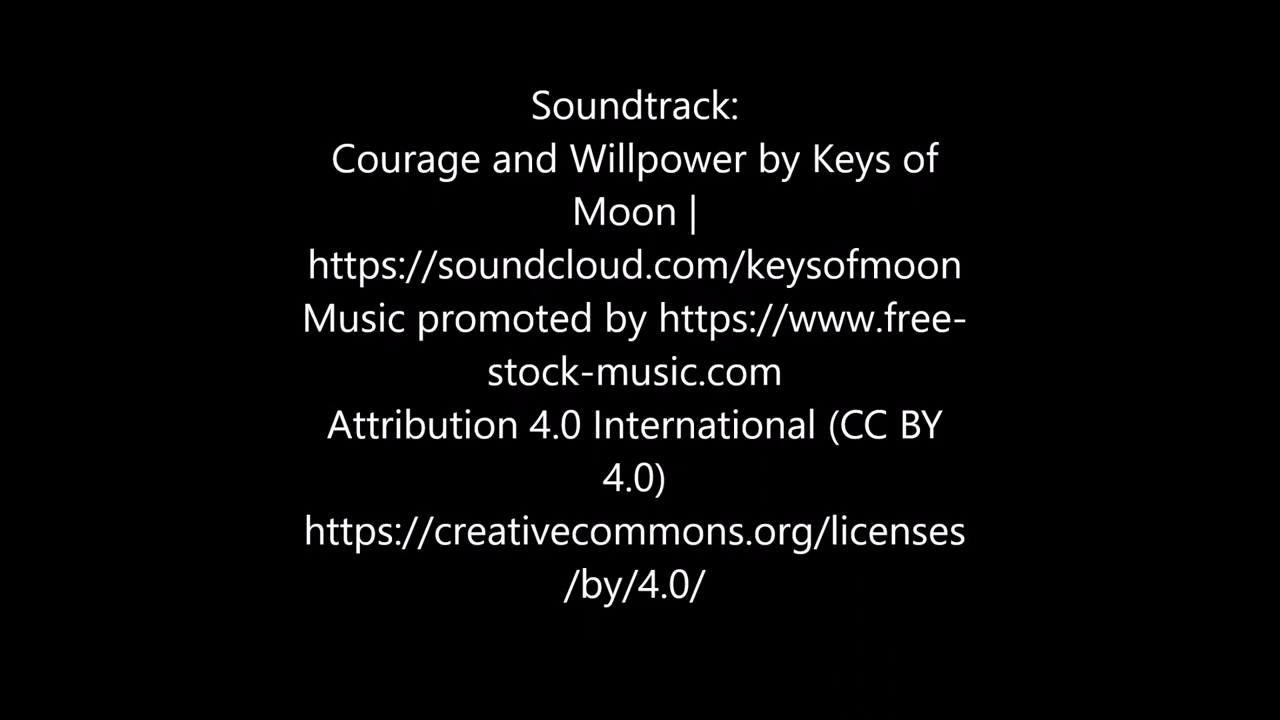 Soundtrack:
Courage and Willpower by Keys of
Moon |
https://soundcloud.com/keysofmoon
Music promoted by https://www.free-
stock-music.com
Attribution 4.0 International (CC BY
4.0)
https://creativecommons.org/licenses
/by/4.0/